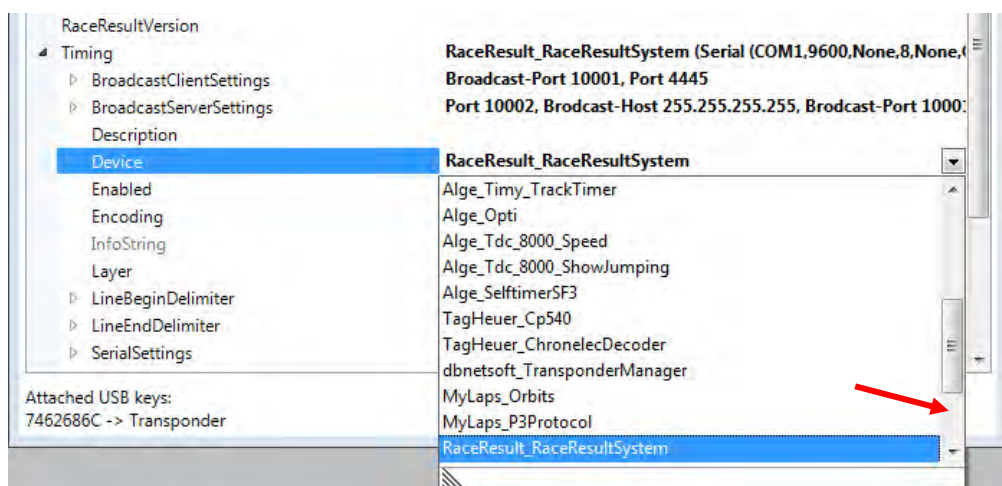 RaceResultVersion
Timing RaceResult_RaceResultSystem (Serial (COM1,9600,None,8,None,
BroadcastClientSettings Broadcast-Port 10001, Port 4445
BroadcastServerSettings Port 10002, Brodcast-Host 255.255.255.255, Brodcast-Port 10001
Description
Device RaceResult_RaceResultSystem
Enabled Alge_Timy_TrackTimer
Encoding Alge_Opti
InfoString Alge_Tdc_8000_Speed
Layer Alge_Tdc_8000_ShowJumping
LineBeginDelimiter Alge_SelftimerSF3
LineEndDelimiter TagHeuer_Cp540
SerialSettings TagHeuer_ChronelecDecoder
dbnetsoft_TransponderManager
Attached USB keys: MyLaps_Orbits
7462686C -> Transponder MyLaps_P3Protocol
RaceResult_RaceResultSystem